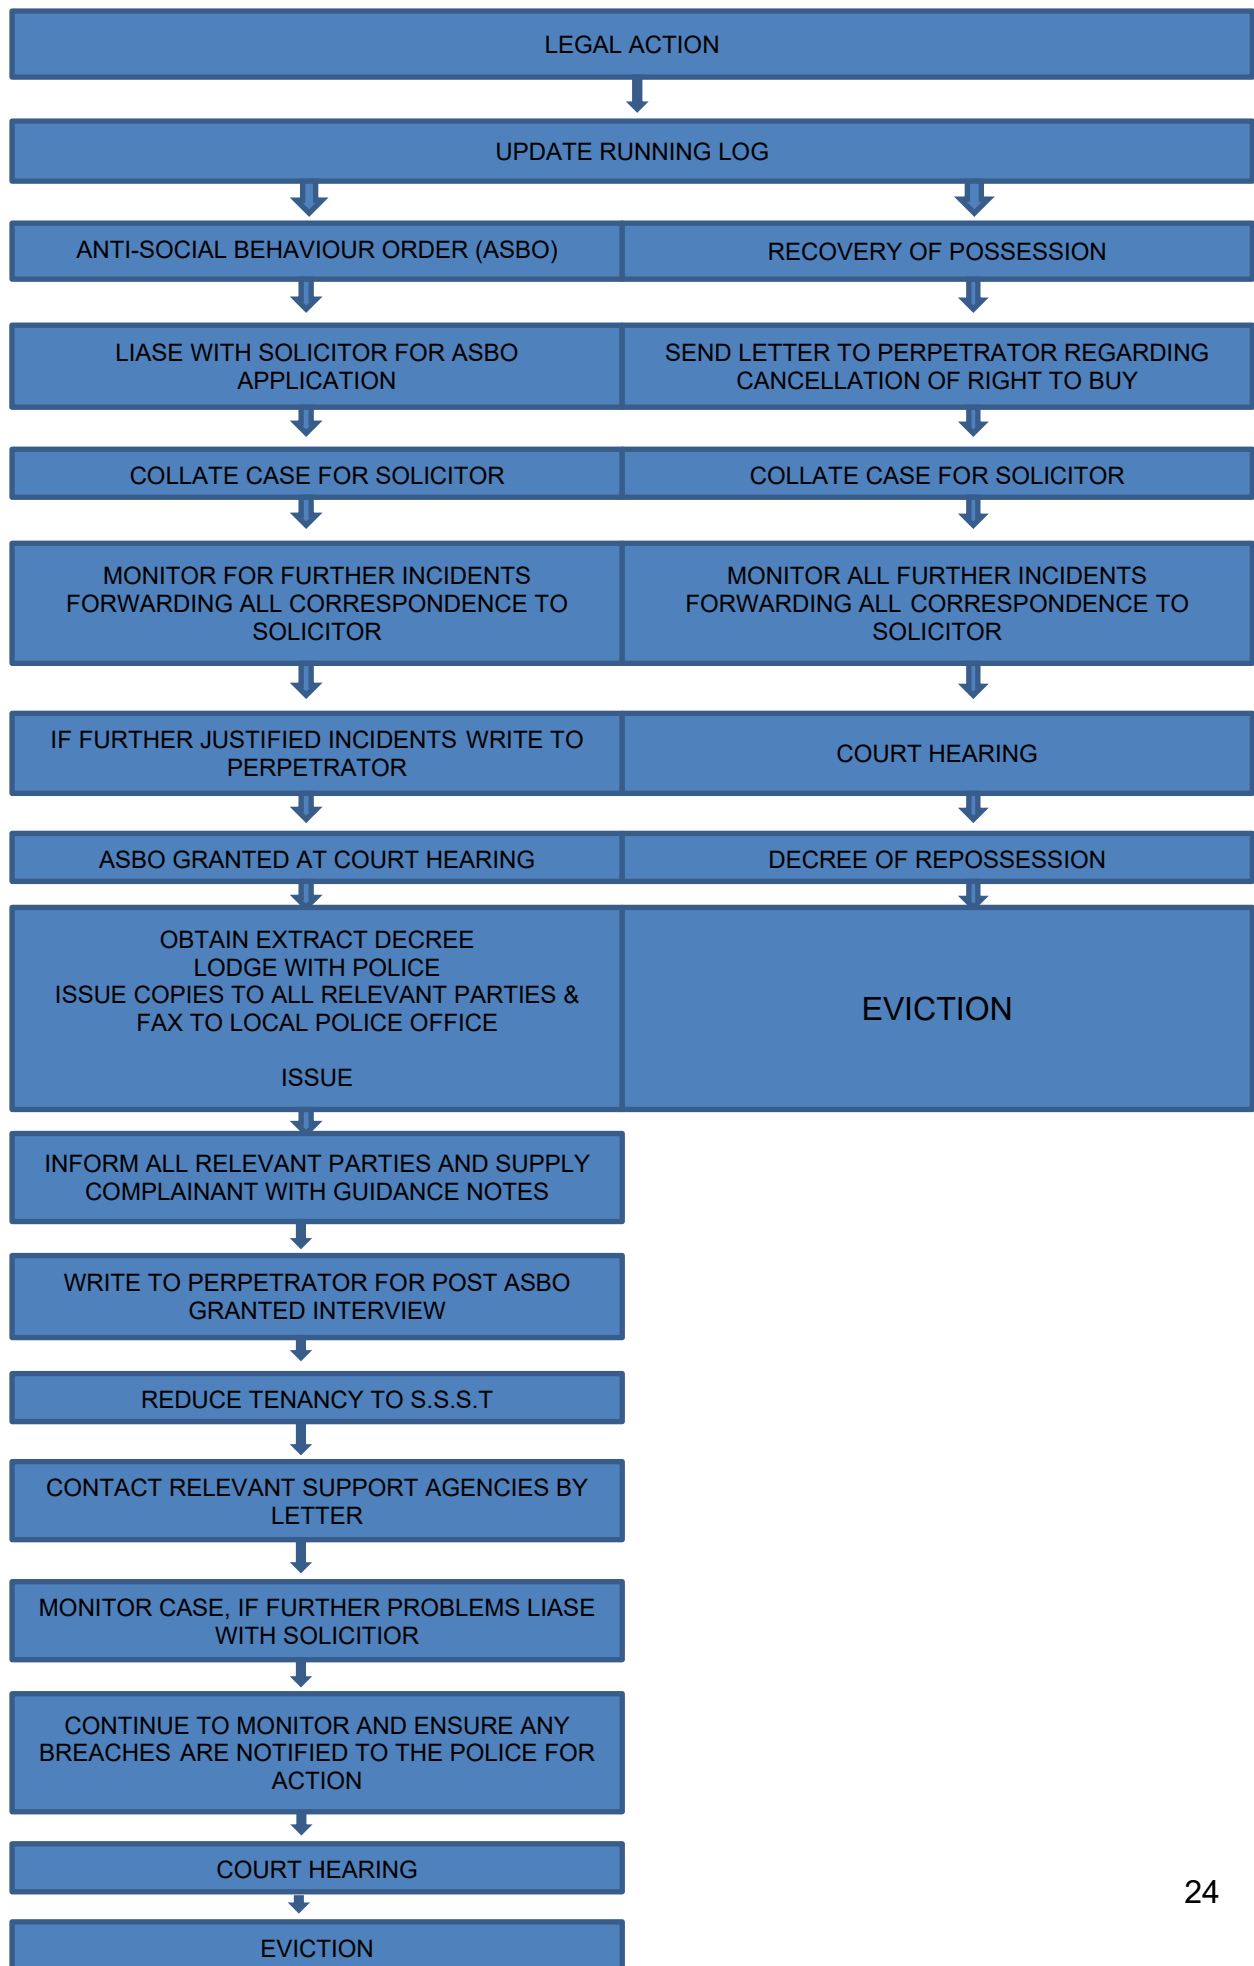 LEGAL ACTION
UPDATE RUNNING LOG
ANTI-SOCIAL BEHAVIOUR ORDER (ASBO)
RECOVERY OF POSSESSION
LIASE WITH SOLICITOR FOR ASBO
APPLICATION
SEND LETTER TO PERPETRATOR REGARDING
CANCELLATION OF RIGHT TO BUY
COLLATE CASE FOR SOLICITOR
COLLATE CASE FOR SOLICITOR
MONITOR FOR FURTHER INCIDENTS
FORWARDING ALL CORRESPONDENCE TO
SOLICITOR
MONITOR ALL FURTHER INCIDENTS
FORWARDING ALL CORRESPONDENCE TO
SOLICITOR
IF FURTHER JUSTIFIED INCIDENTS WRITE TO
PERPETRATOR
COURT HEARING
ASBO GRANTED AT COURT HEARING
DECREE OF REPOSSESSION
OBTAIN EXTRACT DECREE
LODGE WITH POLICE
ISSUE COPIES TO ALL RELEVANT PARTIES &
FAX TO LOCAL POLICE OFFICE
ISSUE
EVICTION
INFORM ALL RELEVANT PARTIES AND SUPPLY
COMPLAINANT WITH GUIDANCE NOTES
WRITE TO PERPETRATOR FOR POST ASBO
GRANTED INTERVIEW
REDUCE TENANCY TO S.S.S.T
CONTACT RELEVANT SUPPORT AGENCIES BY
LETTER
MONITOR CASE, IF FURTHER PROBLEMS LIASE
WITH SOLICITIOR
CONTINUE TO MONITOR AND ENSURE ANY
BREACHES ARE NOTIFIED TO THE POLICE FOR
ACTION
COURT HEARING
EVICTION
24